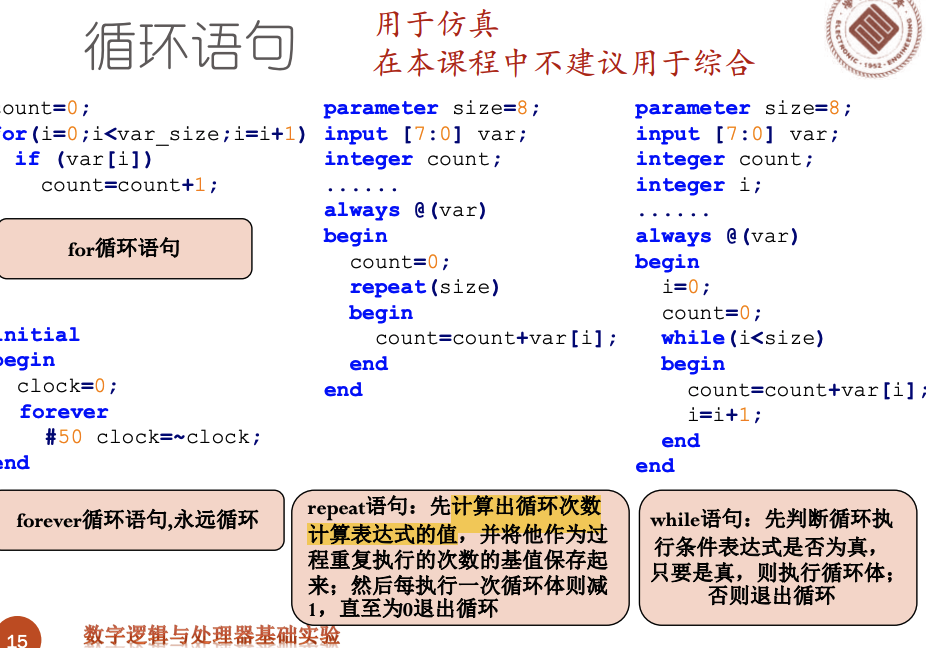 循环语句
用于仿真
在本课程中不建议用于综合
ELECTRONIC ·1952· ENGINEERING
ount=0;
or(i=0;i<var_size;i=i+1)
if (var[i])
count=count+1;
for循环语句
nitial
egin
clock=0;
forever
#50 clock=~clock;
nd
forever循环语句,永远循环
parameter size=8;
input [7:0] var;
integer count;
......
always @(var)
begin
count=0;
repeat(size)
begin
count=count+var[i];
end
end
repeat语句：先计算出循环次数
计算表达式的值，并将他作为过
程重复执行的次数的基值保存起
来；然后每执行一次循环体则减
1，直至为0退出循环
parameter size=8;
input [7:0] var;
integer count;
integer i;
......
always @(var)
begin
i=0;
count=0;
while(i<size)
begin
count=count+var[i];
i=i+1;
end
end
while语句：先判断循环执
行条件表达式是否为真，
只要是真，则执行循环体；
否则退出循环
15
数字逻辑与处理器基础实验